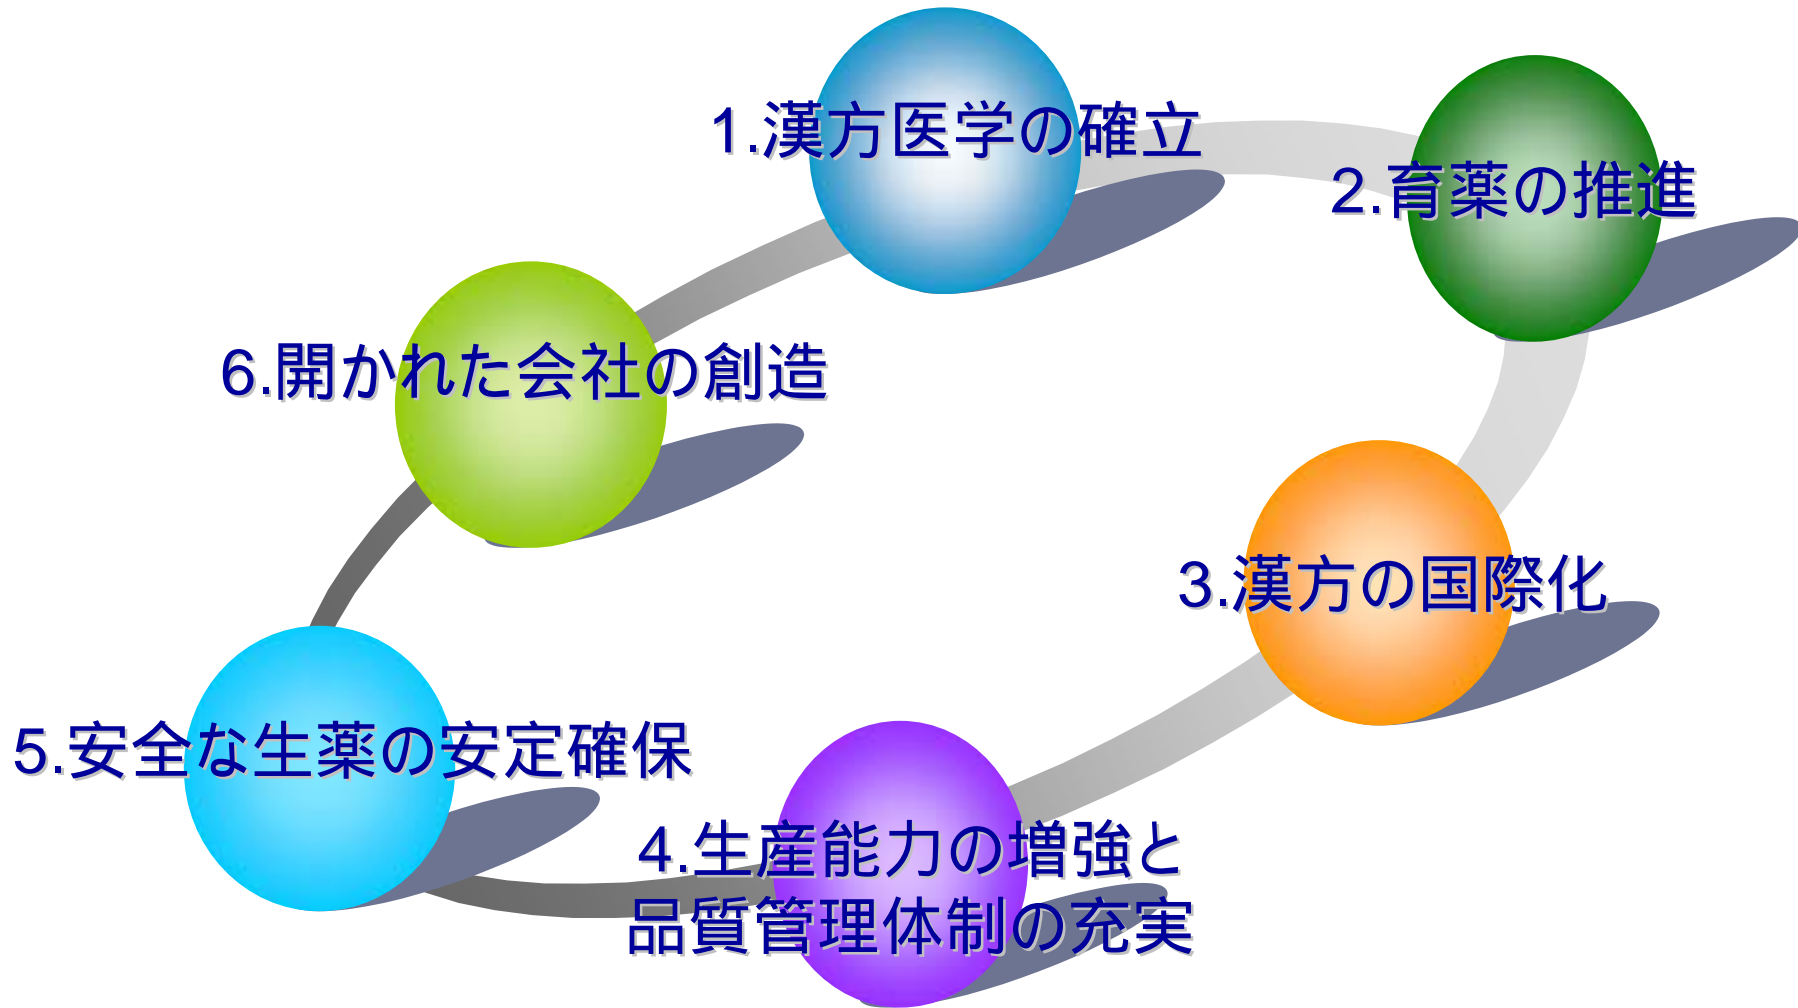 1.漢方医学の確立
2.育薬の推進
3.漢方の国際化
4.生産能力の増強と
品質管理体制の充実
5.安全な生薬の安定確保
6.開かれた会社の創造